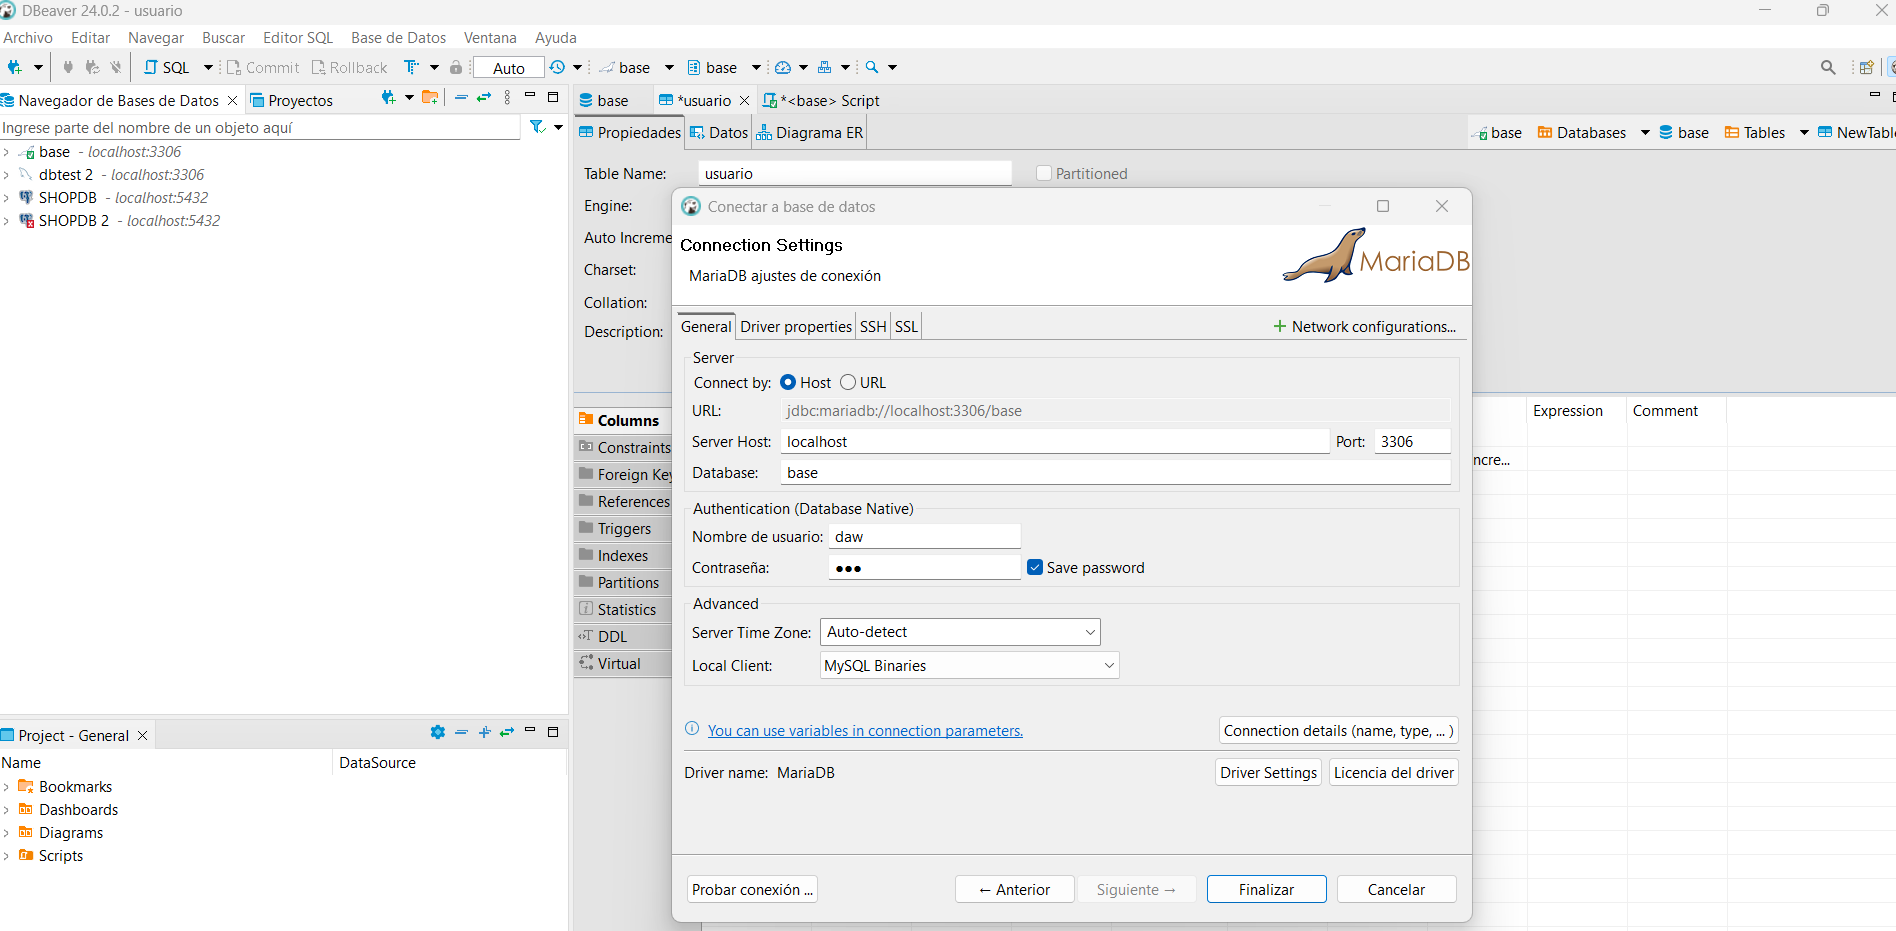 DBeaver 24.0.2 - usuario
Archivo Editar Navegar Buscar Editor SQL Base de Datos Ventana Ayuda
SQL Commit Rollback Auto base base
Navegador de Bases de Datos Proyectos
Ingrese parte del nombre de un objeto aquí
base - localhost:3306
dbtest 2 - localhost:3306
SHOPDB - localhost:5432
SHOPDB 2 - localhost:5432
Project - General
Name DataSource
Bookmarks
Dashboards
Diagrams
Scripts
base *usuario *<base> Script
Propiedades Datos Diagrama ER base Databases base Tables NewTable
Table Name: usuario Partitioned
Engine:
Auto Increme
Charset:
Collation:
Description:
Columns
Constraints
Foreign Key
References
Triggers
Indexes
Partitions
Statistics
DDL
Virtual
Expression Comment
ncre...
Conectar a base de datos
Connection Settings
MariaDB ajustes de conexión
MariaDB
General Driver properties SSH SSL Network configurations...
Server
Connect by: Host URL
URL: jdbc:mariadb://localhost:3306/base
Server Host: localhost Port: 3306
Database: base
Authentication (Database Native)
Nombre de usuario: daw
Contraseña: ●●● Save password
Advanced
Server Time Zone: Auto-detect
Local Client: MySQL Binaries
You can use variables in connection parameters. Connection details (name, type, ... )
Driver name: MariaDB Driver Settings Licencia del driver
Probar conexión ... ← Anterior Siguiente → Finalizar Cancelar